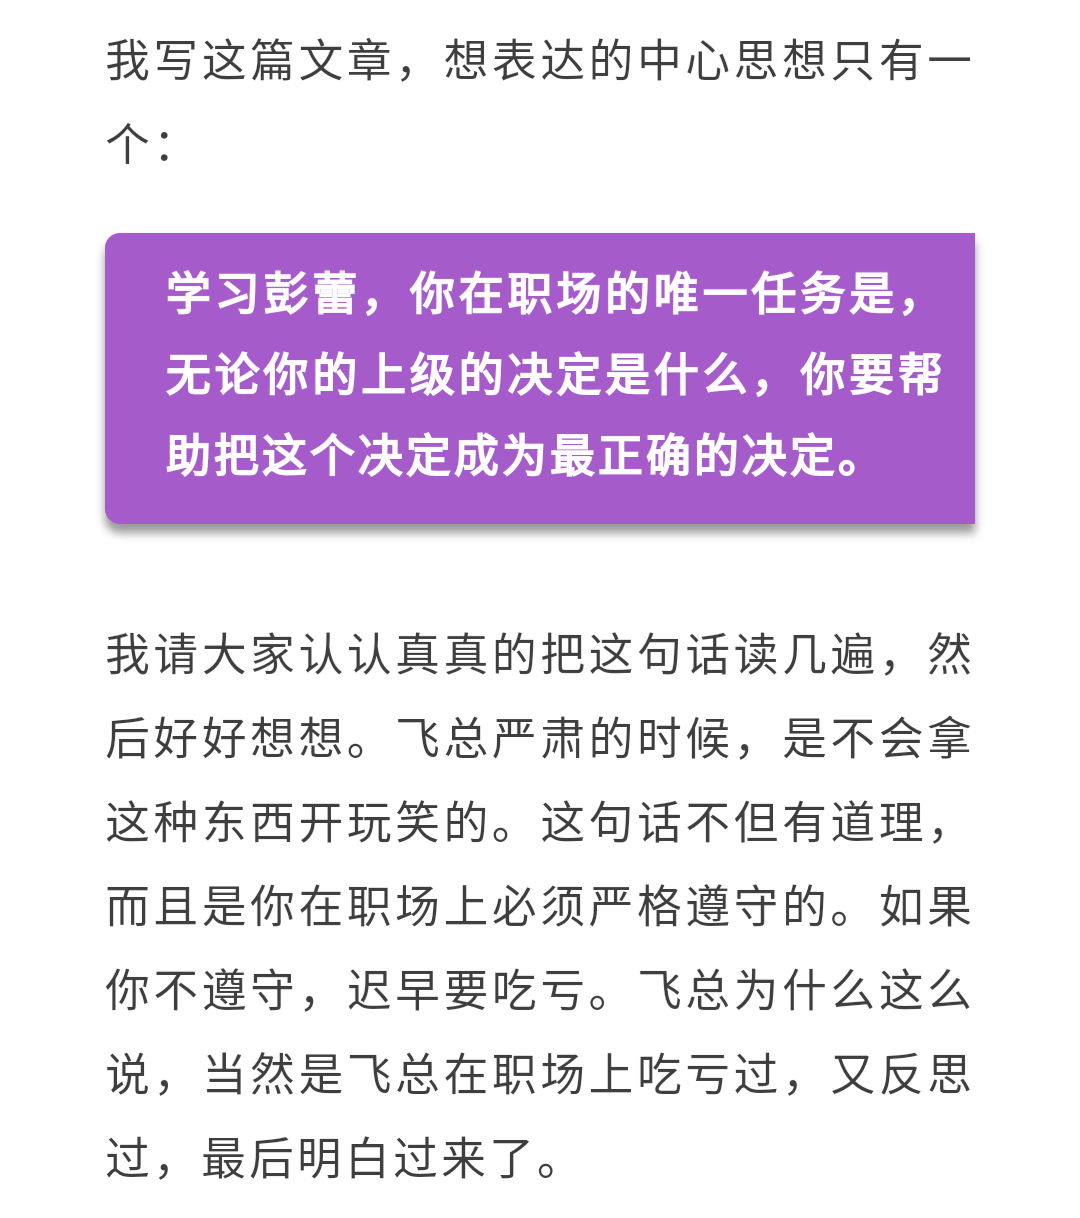 我写这篇文章，想表达的中心思想只有一
个：
学习彭蕾，你在职场的唯一任务是，
无论你的上级的决定是什么，你要帮
助把这个决定成为最正确的决定。
我请大家认认真真的把这句话读几遍，然
后好好想想。飞总严肃的时候，是不会拿
这种东西开玩笑的。这句话不但有道理，
而且是你在职场上必须严格遵守的。如果
你不遵守，迟早要吃亏。飞总为什么这么
说，当然是飞总在职场上吃亏过，又反思
过，最后明白过来了。